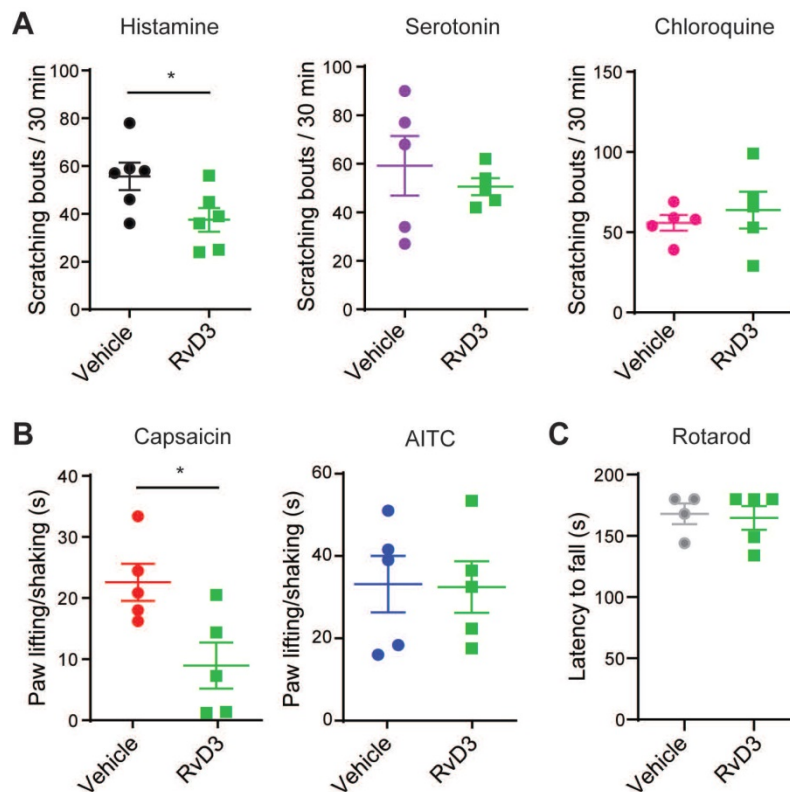 A
Histamine
Serotonin
Chloroquine
Scratching bouts / 30 min
100
80
60
40
20
0
*
Vehicle
RvD3
Scratching bouts / 30 min
100
80
60
40
20
0
Vehicle
RvD3
Scratching bouts / 30 min
150
100
50
0
Vehicle
RvD3
B
Capsaicin
AITC
C
Rotarod
Paw lifting/shaking (s)
40
30
20
10
0
*
Vehicle
RvD3
Paw lifting/shaking (s)
60
40
20
0
Vehicle
RvD3
Latency to fall (s)
200
150
100
50
0
Vehicle
RvD3